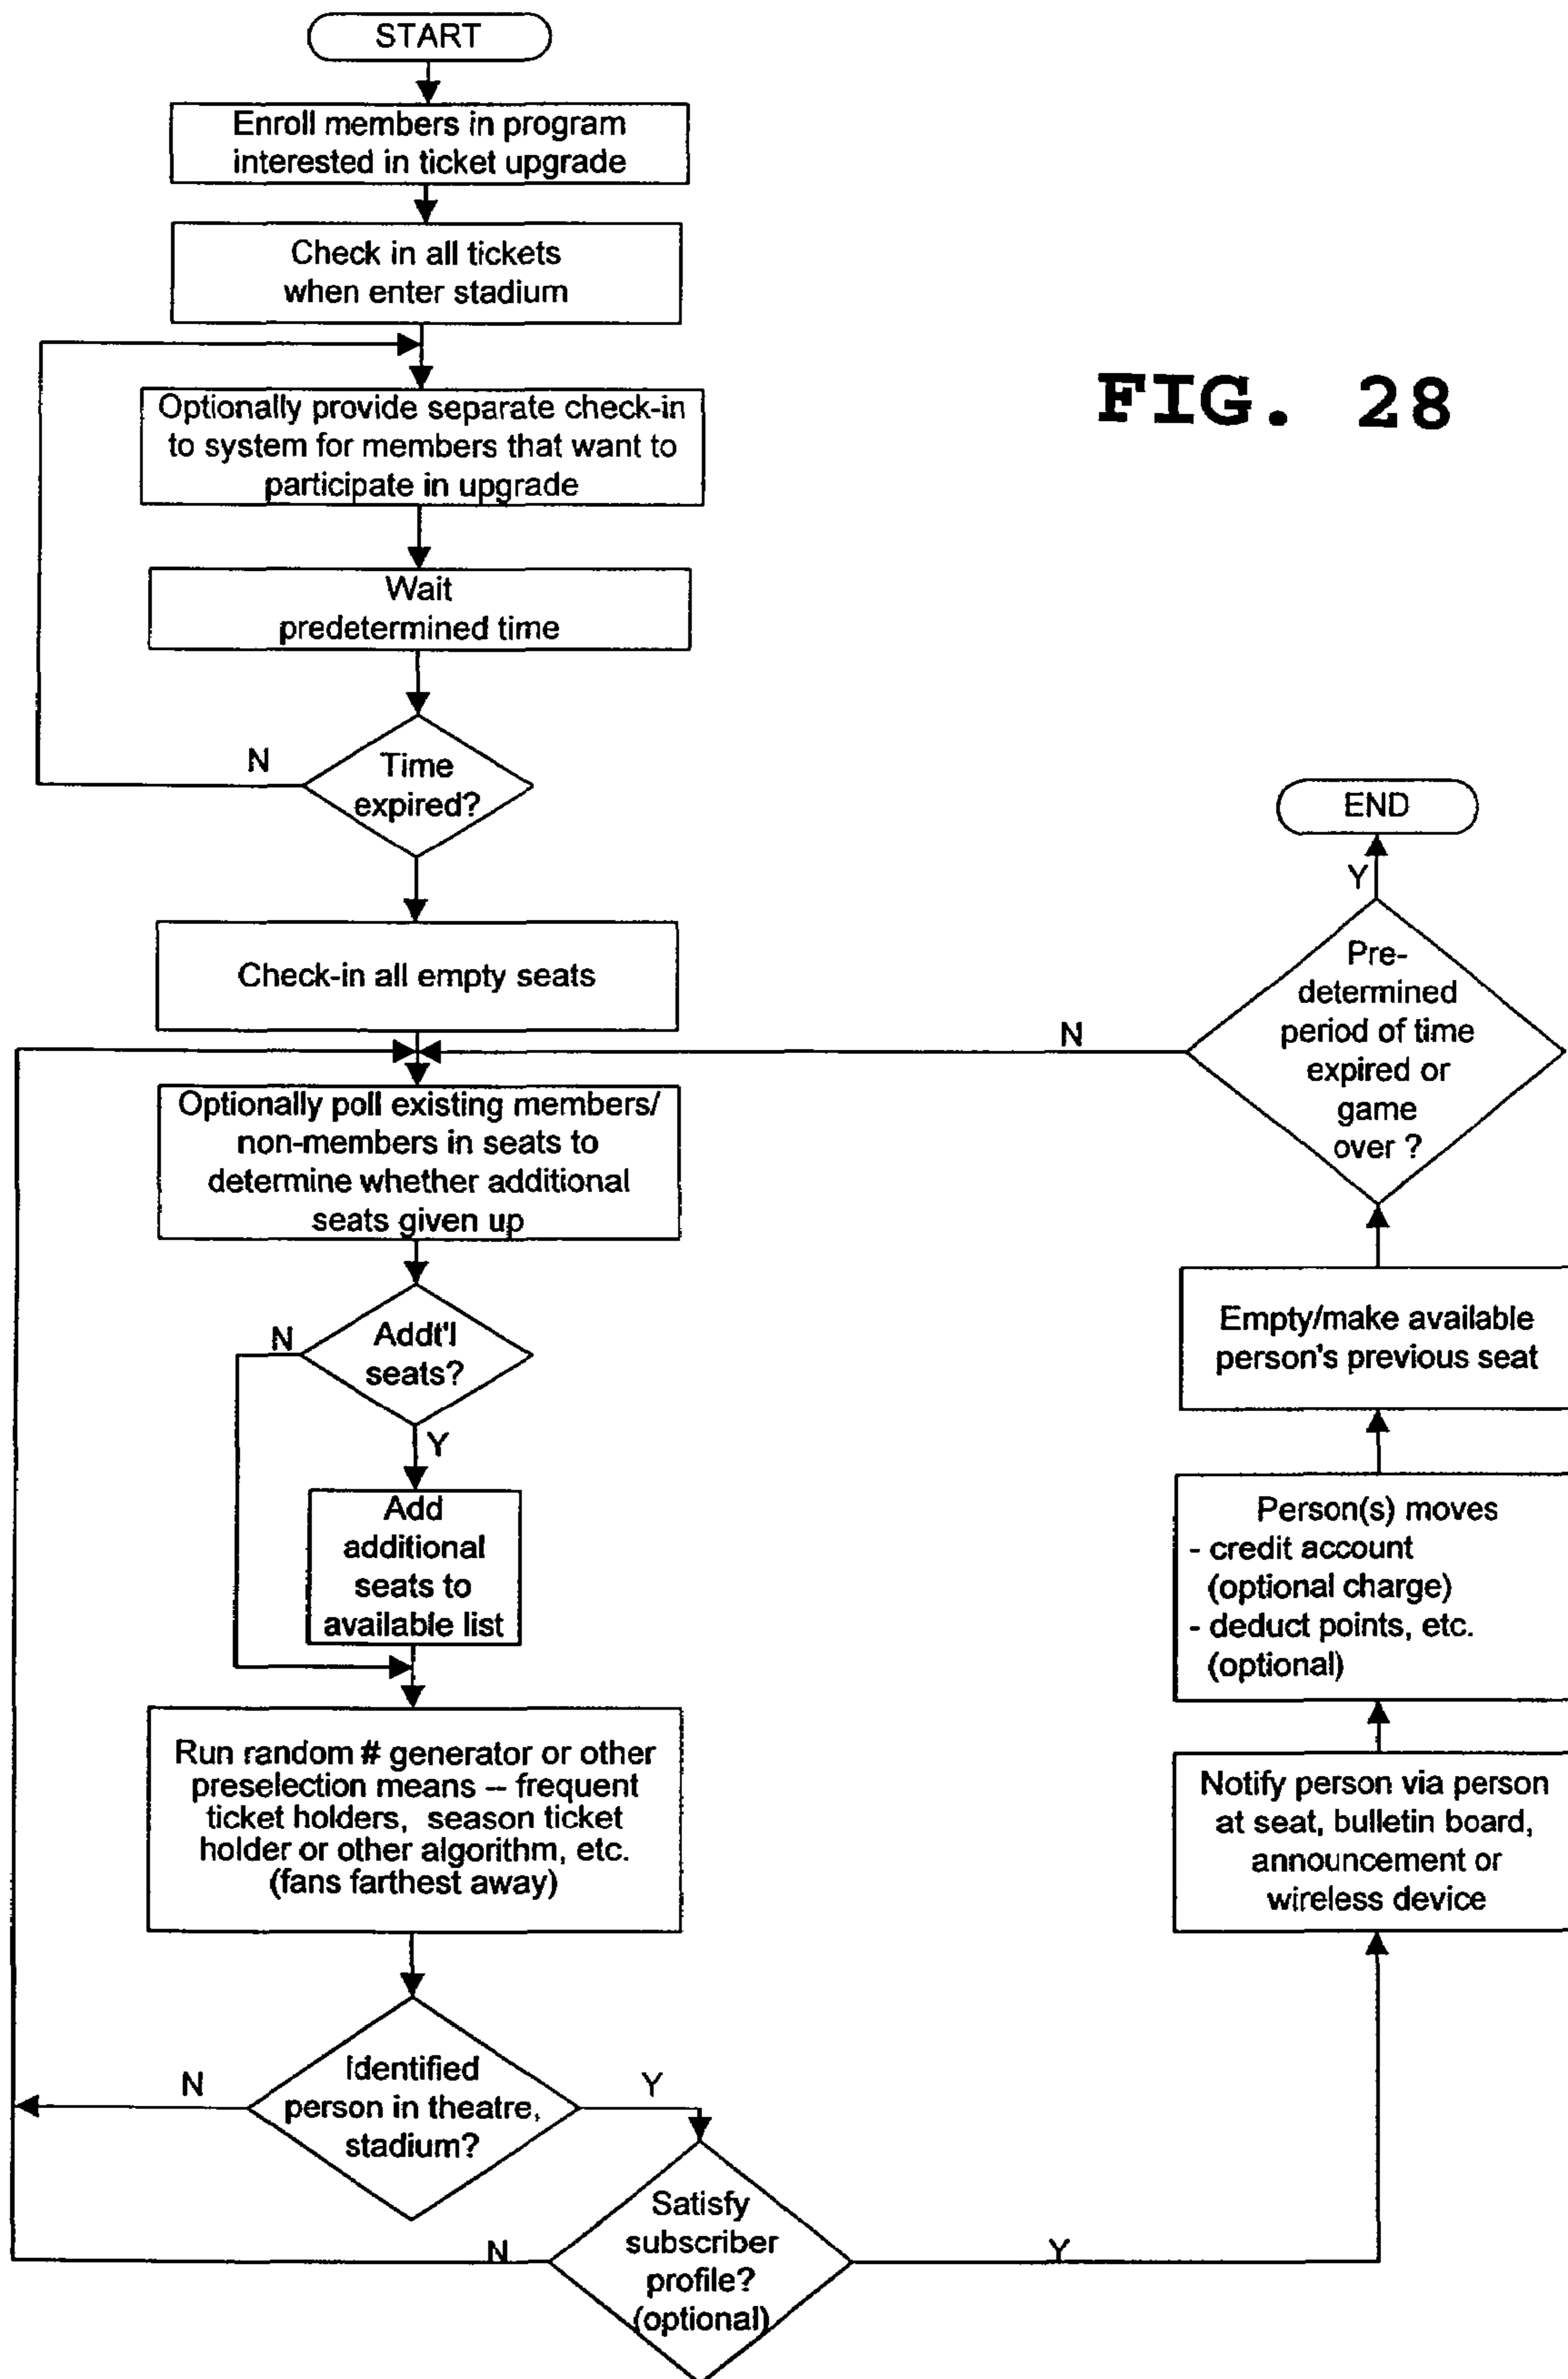 START
Enroll members in program
interested in ticket upgrade
Check in all tickets
when enter stadium
FIG. 28
Optionally provide separate check-in
to system for members that want to
participate in upgrade
Wait
predetermined time
N
Time
expired?
Check-in all empty seats
Optionally poll existing members/
non-members in seats to
determine whether additional
seats given up
N
Addt'l
seats?
Y
Add
additional
seats to
available list
Run random # generator or other
preselection means -- frequent
ticket holders, season ticket
holder or other algorithm, etc.
(fans farthest away)
N
Identified
person in theatre,
stadium?
Y
N
Satisfy
subscriber
profile?
(optional)
Y
Notify person via person
at seat, bulletin board,
announcement or
wireless device
Person(s) moves
- credit account
(optional charge)
- deduct points, etc.
(optional)
Empty/make available
person's previous seat
N
Pre-
determined
period of time
expired or
game
over ?
Y
END